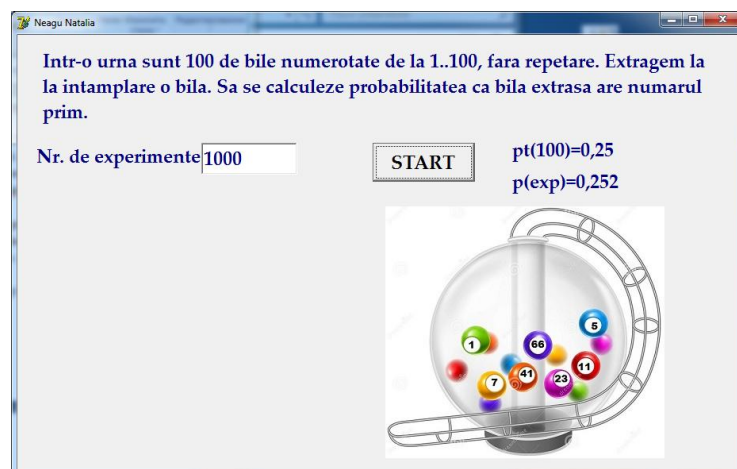 Neagu Natalia
Intr-o urna sunt 100 de bile numerotate de la 1..100, fara repetare. Extragem la
la intamplare o bila. Sa se calculeze probabilitatea ca bila extrasa are numarul
prim.
Nr. de experimente 1000
START
pt(100)=0,25
p(exp)=0,252
5
1
66
11
7
41
23